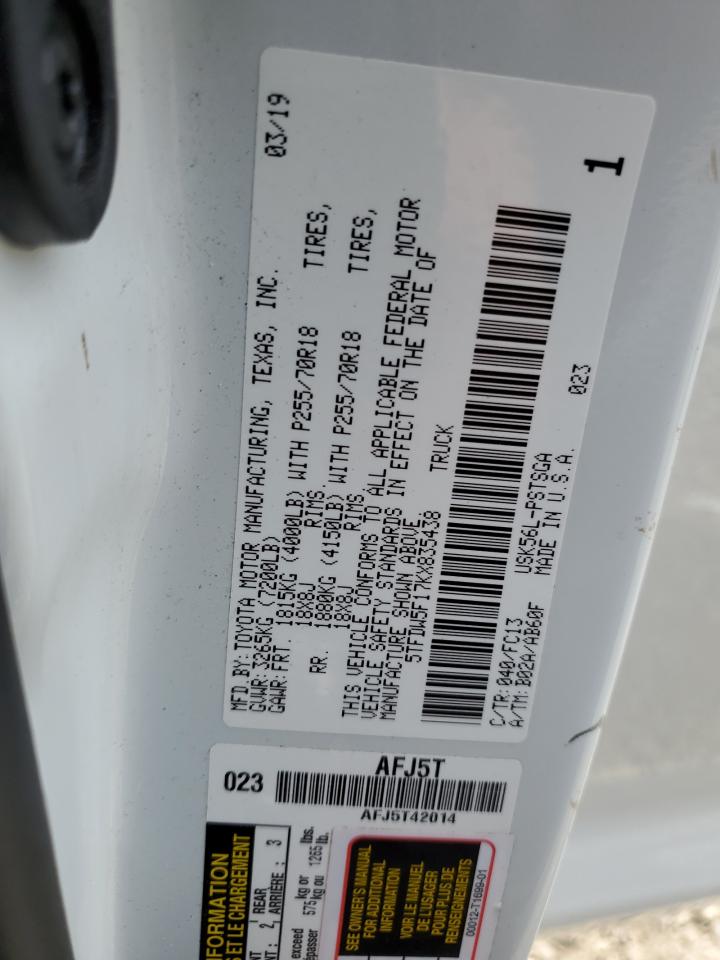 MFD.BY:TOYOTA MOTOR MANUFACTURING, TEXAS, INC. 03/19
GVWR:3265KG(7200LB)
GAWR:FRT. 1815KG (4000LB) WITH P255/70R18 TIRES,
18X8J RIMS.
RR. 1880KG (4150LB) WITH P255/70R18 TIRES,
18X8J RIMS
THIS VEHICLE CONFORMS TO ALL APPLICABLE FEDERAL MOTOR
VEHICLE SAFETY STANDARDS IN EFFECT ON THE DATE OF
MANUFACTURE SHOWN ABOVE.
5TFDW5F17KX835438 TRUCK
1
C/TR:040/FC13 USK56L-PSTSGA 023
A/TM:B02A/AB60F MADE IN U.S.A.
AFJ5T
023
AFJ5T42014
INFORMATION
S ET LE CHARGEMENT
2 REAR
ARRIÈRE : 3
exceed kg or lbs.
575 kg ou 1265 lb.
SEE OWNER'S MANUAL
FOR ADDITIONAL
INFORMATION
VOIR LE MANUEL
DE L'USAGER
POUR PLUS DE
RENSEIGNEMENTS
00012-T1699-01